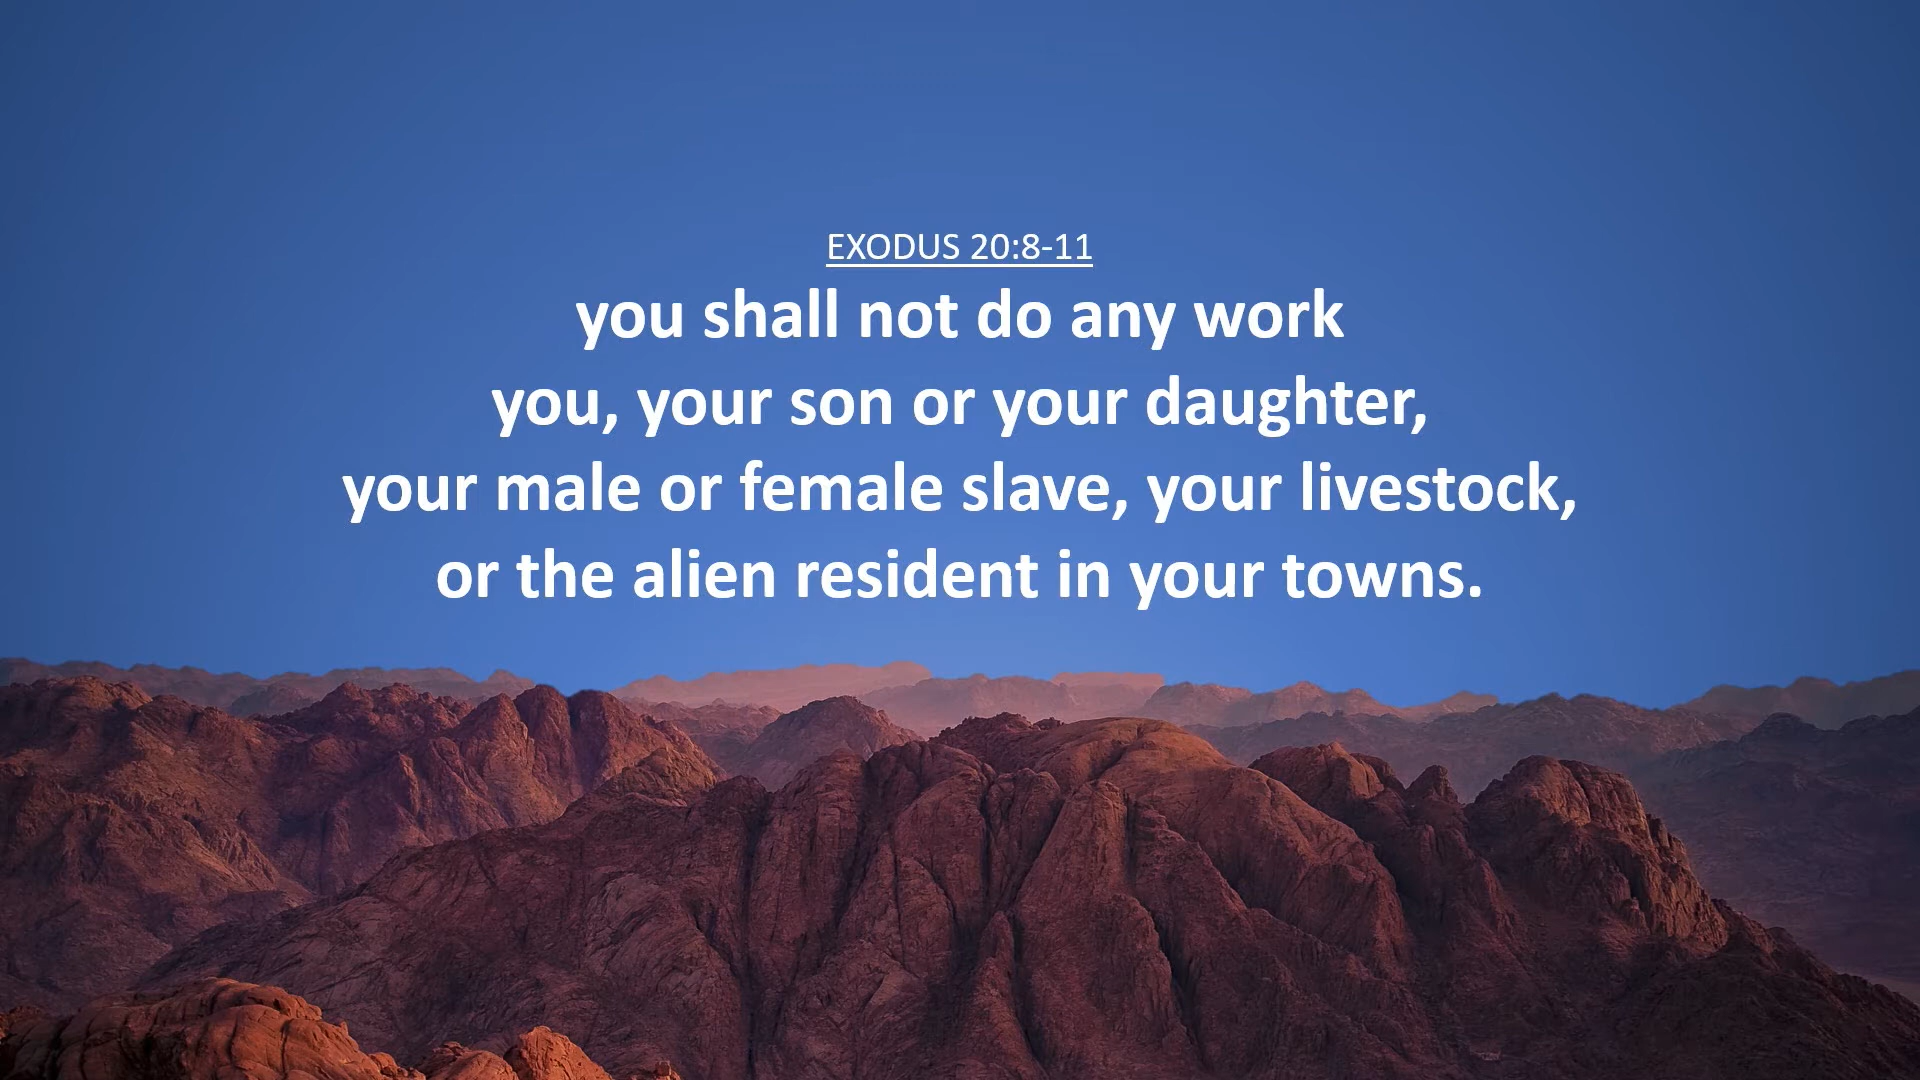 EXODUS 20:8-11
you shall not do any work
you, your son or your daughter,
your male or female slave, your livestock,
or the alien resident in your towns.